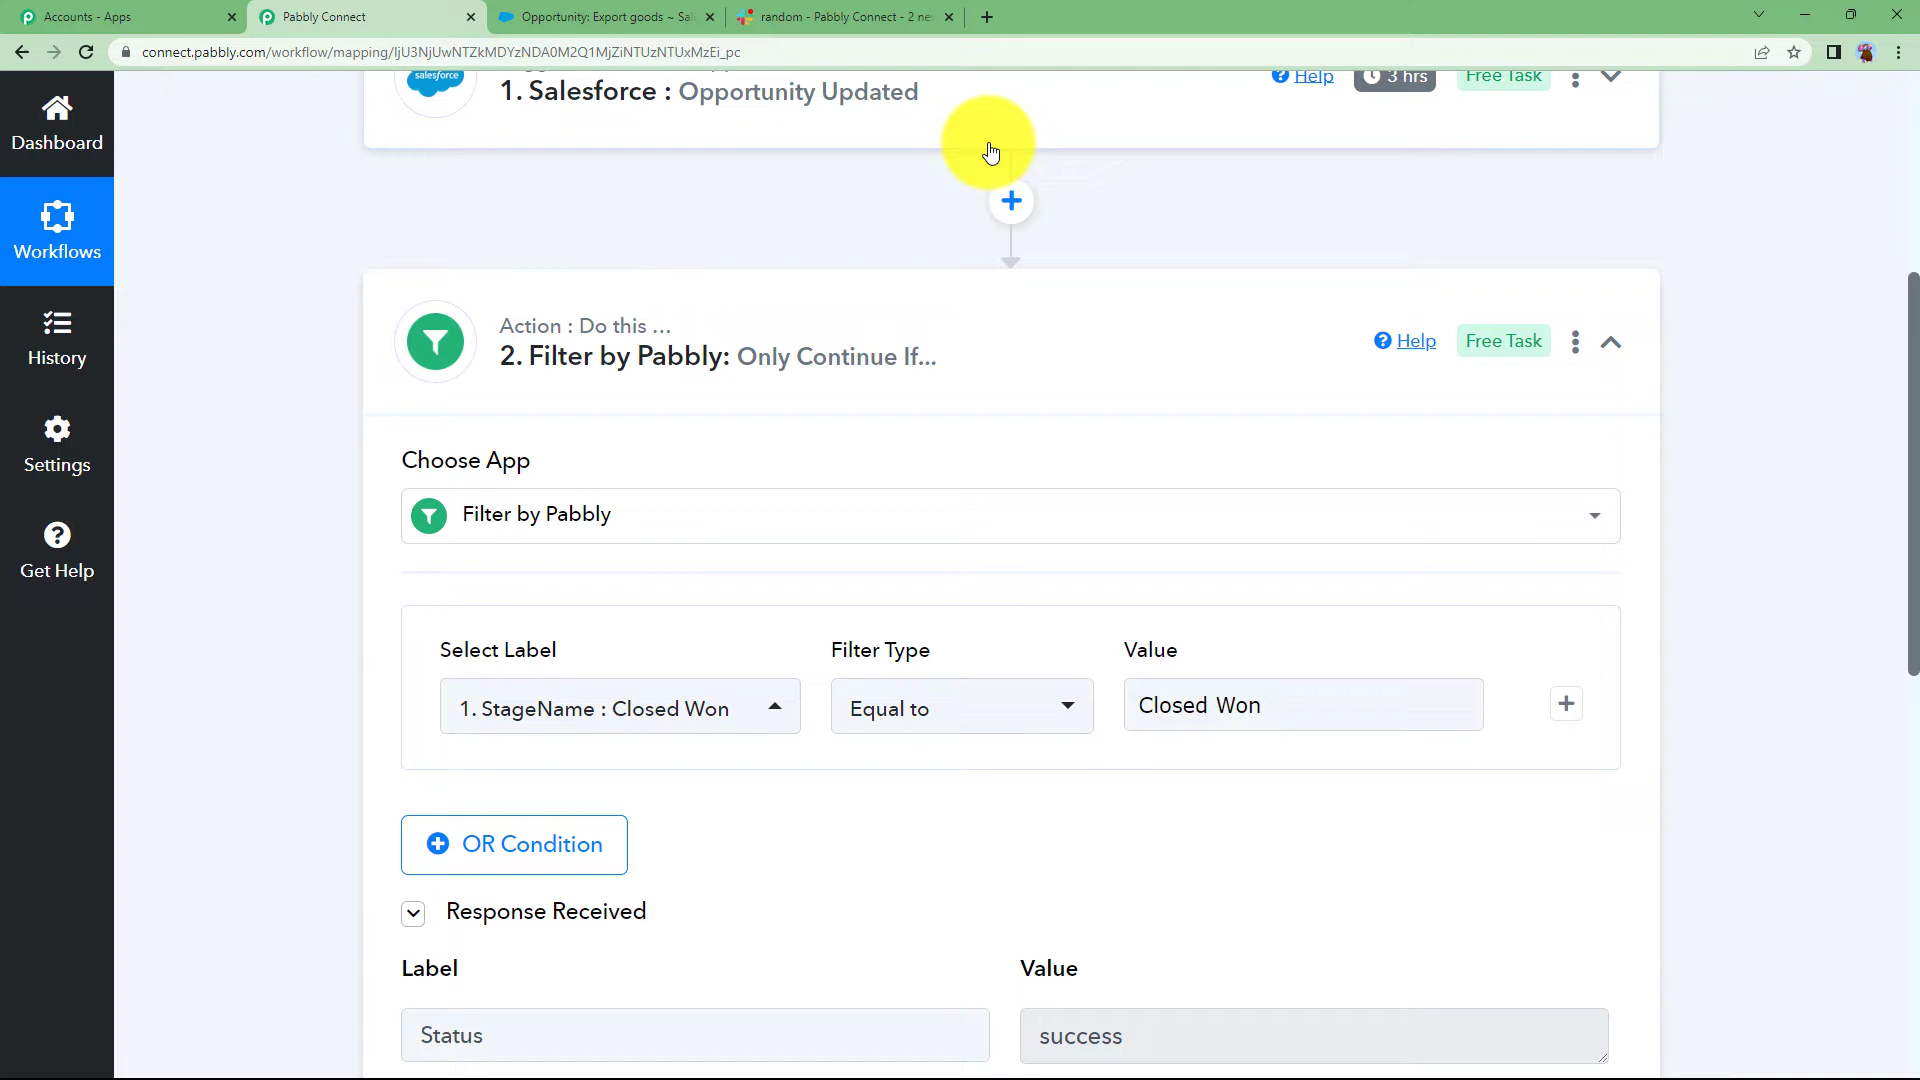 Accounts - Apps
Pabbly Connect
Opportunity: Export goods ~ Sal
random - Pabbly Connect - 2 ne
connect.pabbly.com/workflow/mapping/IjU3NjUwNTZkMDYzNDA0M2Q1MjZiNTUzNTUxMzEi_pc
salesforce
1. Salesforce : Opportunity Updated
Help
3 hrs
Free Task
Dashboard
Workflows
History
Settings
Get Help
Action : Do this ...
2. Filter by Pabbly: Only Continue If...
Help
Free Task
Choose App
Filter by Pabbly
Select Label
Filter Type
Value
1. StageName : Closed Won
Equal to
Closed Won
OR Condition
Response Received
Label
Value
Status
success